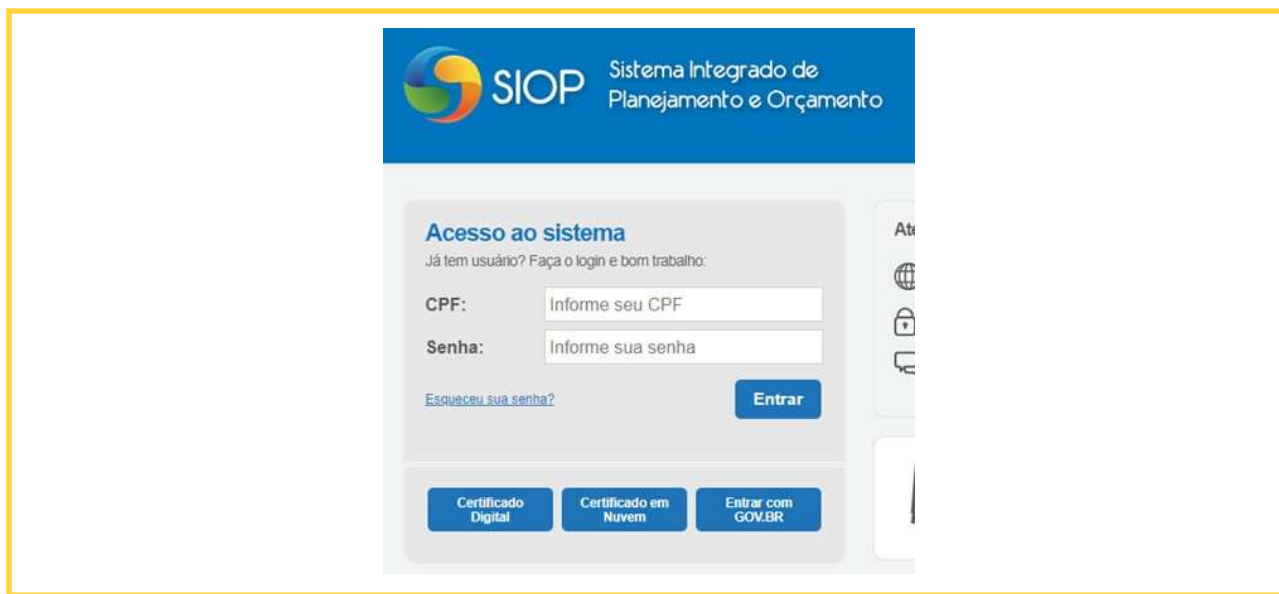 SIOP
Sistema Integrado de
Planejamento e Orçamento
Acesso ao sistema
Já tem usuário? Faça o login e bom trabalho:
CPF:
Informe seu CPF
Senha:
Informe sua senha
Esqueceu sua senha?
Entrar
Certificado
Digital
Certificado em
Nuvem
Entrar com
GOV.BR